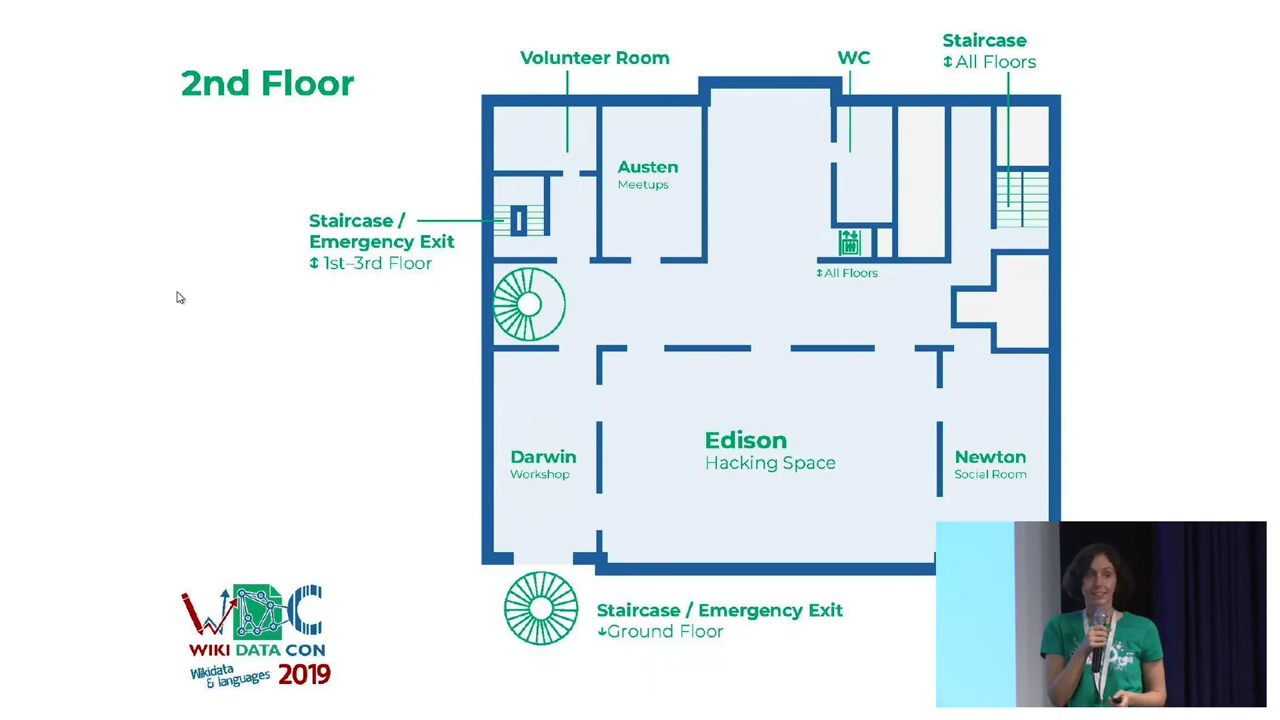 2nd Floor
Volunteer Room
WC
Staircase
↕All Floors
Austen
Meetups
Staircase /
Emergency Exit
↕ 1st–3rd Floor
↕All Floors
Darwin
Workshop
Edison
Hacking Space
Newton
Social Room
Staircase / Emergency Exit
↓Ground Floor
WDC
WIKI DATA CON
Wikidata
& languages 2019